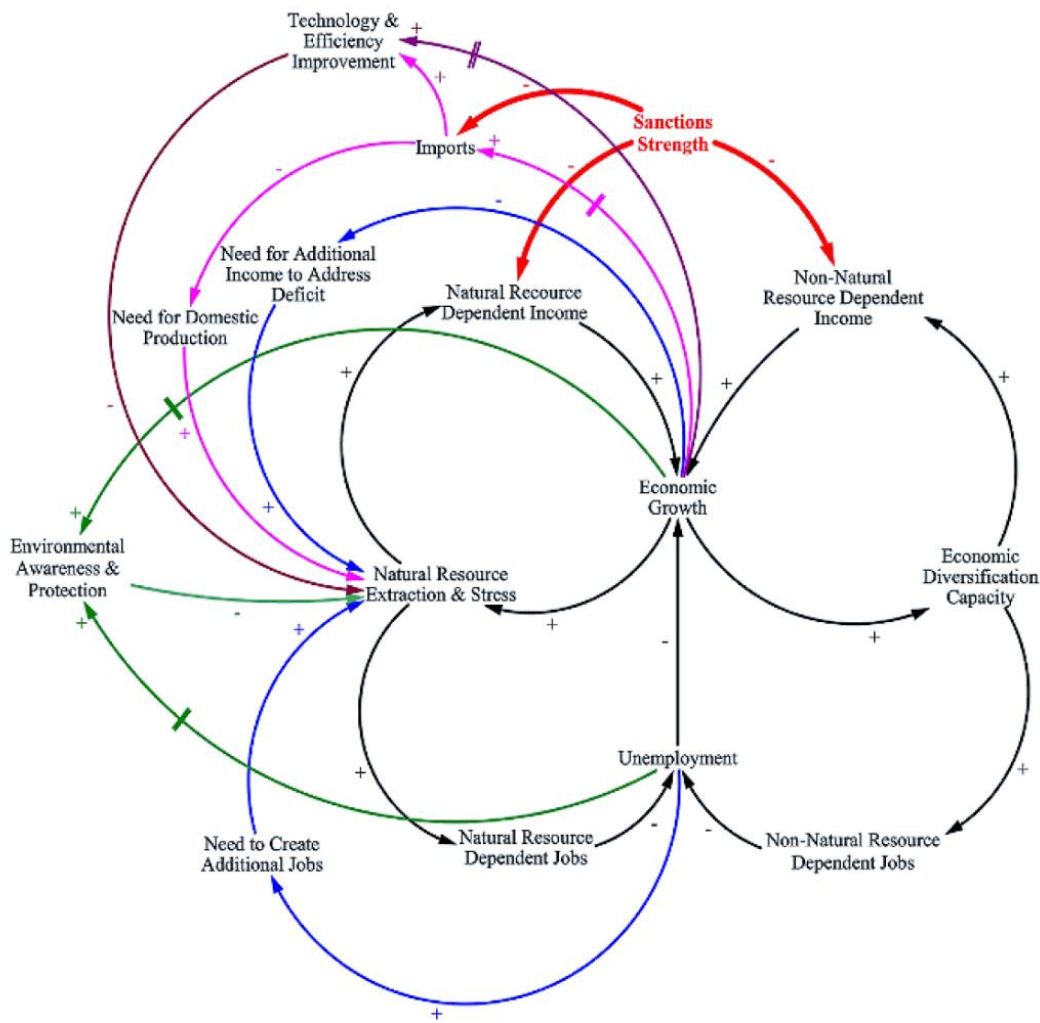 Technology &
Efficiency
Improvement
+
+
-
Sanctions
Strength
Imports
+
-
-
-
-
Need for Additional
Income to Address
Deficit
Natural Recource
Dependent Income
Non-Natural
Resource Dependent
Income
Need for Domestic
Production
+
+
+
+
-
+
Economic
Growth
+
+
Environmental
Awareness &
Protection
Natural Resource
Extraction & Stress
Economic
Diversification
Capacity
-
+
+
+
+
-
Unemployment
+
+
-
-
Need to Create
Additional Jobs
Natural Resource
Dependent Jobs
Non-Natural Resource
Dependent Jobs
+